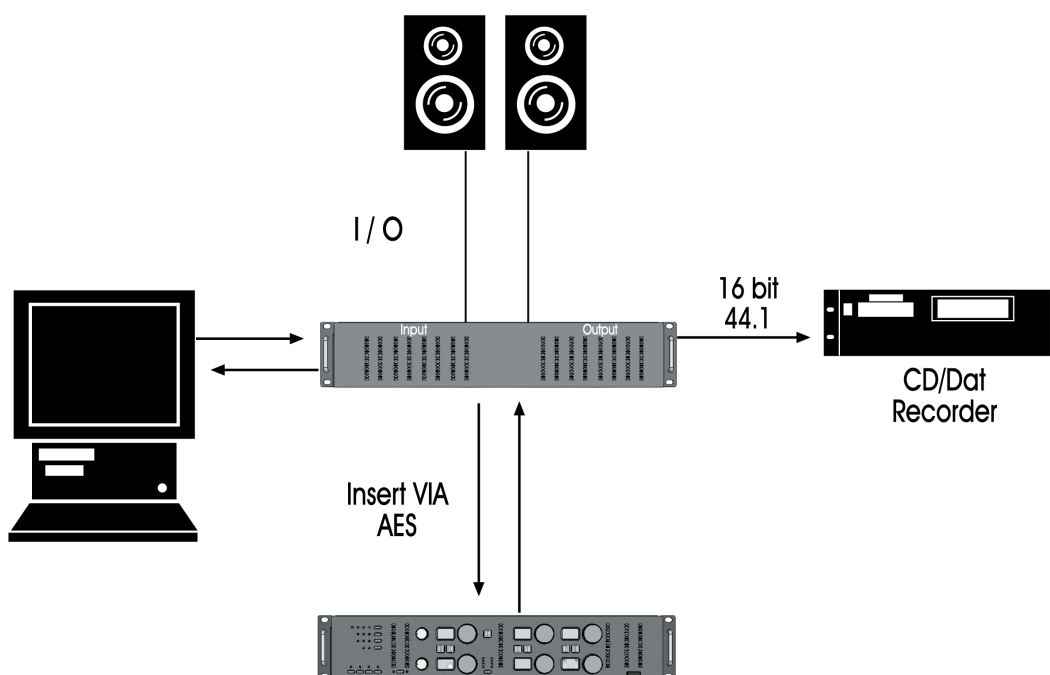 I / O
16 bit
44.1
Input
Output
CD/Dat
Recorder
Insert VIA
AES